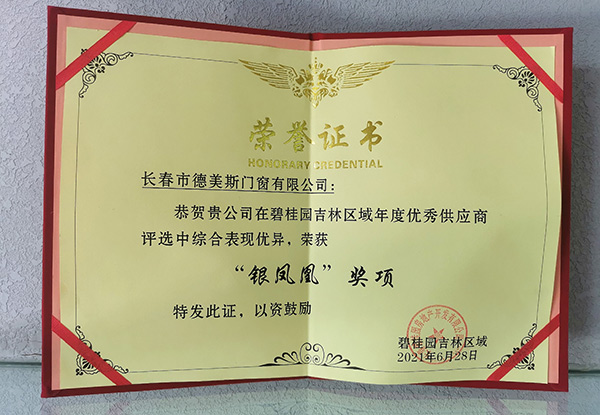 荣誉证书
HONORARY CREDENTIAL
长春市德美斯门窗有限公司：
恭贺贵公司在碧桂园吉林区域年度优秀供应商
评选中综合表现优异，荣获
“银凤凰”奖项
特发此证，以资鼓励
碧桂园吉林区域
2021年6月28日